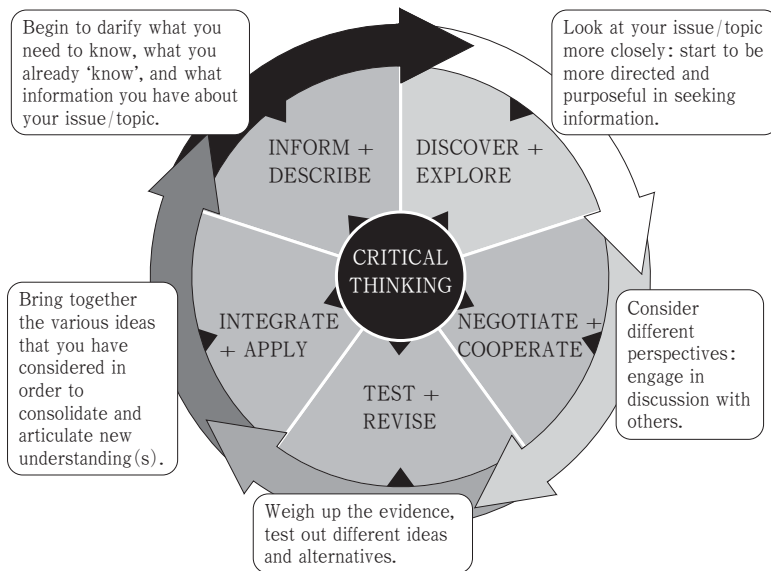 Begin to darify what you
need to know, what you
already ‘know’, and what
information you have about
your issue/topic.
Look at your issue/topic
more closely: start to be
more directed and
purposeful in seeking
information.
INFORM +
DESCRIBE
DISCOVER +
EXPLORE
CRITICAL
THINKING
INTEGRATE
+ APPLY
NEGOTIATE +
COOPERATE
TEST +
REVISE
Bring together
the various ideas
that you have
considered in
order to
consolidate and
articulate new
understanding(s).
Consider
different
perspectives:
engage in
discussion with
others.
Weigh up the evidence,
test out different ideas
and alternatives.